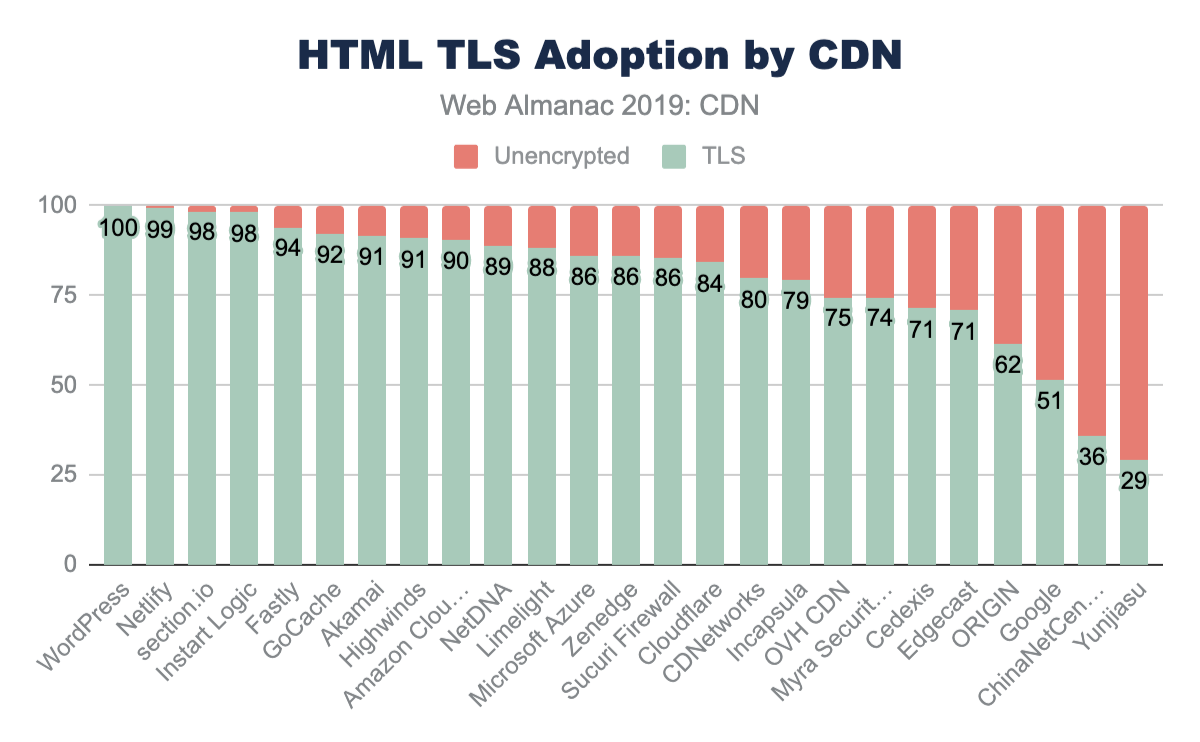 HTML TLS Adoption by CDN
Web Almanac 2019: CDN
Unencrypted TLS
100
75
50
25
0
100 99 98 98 94 92 91 91 90 89 88 86 86 86 84 80 79 75 74 71 71 62 51 36 29
WordPress
Netlify
section.io
Instart Logic
Fastly
GoCache
Akamai
Highwinds
Amazon Clou…
NetDNA
Limelight
Microsoft Azure
Zenedge
Sucuri Firewall
Cloudflare
CDNetworks
Incapsula
OVH CDN
Myra Securit…
Cedexis
Edgecast
ORIGIN
Google
ChinaNetCen…
Yunjiasu